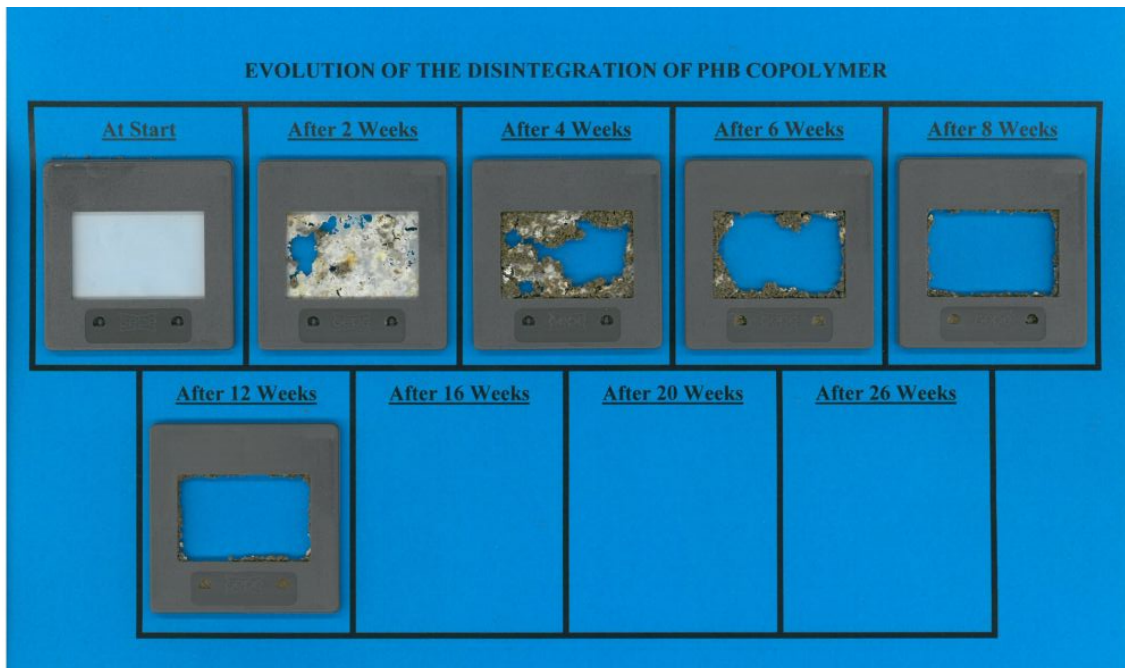 EVOLUTION OF THE DISINTEGRATION OF PHB COPOLYMER
At Start
After 2 Weeks
After 4 Weeks
After 6 Weeks
After 8 Weeks
After 12 Weeks
After 16 Weeks
After 20 Weeks
After 26 Weeks